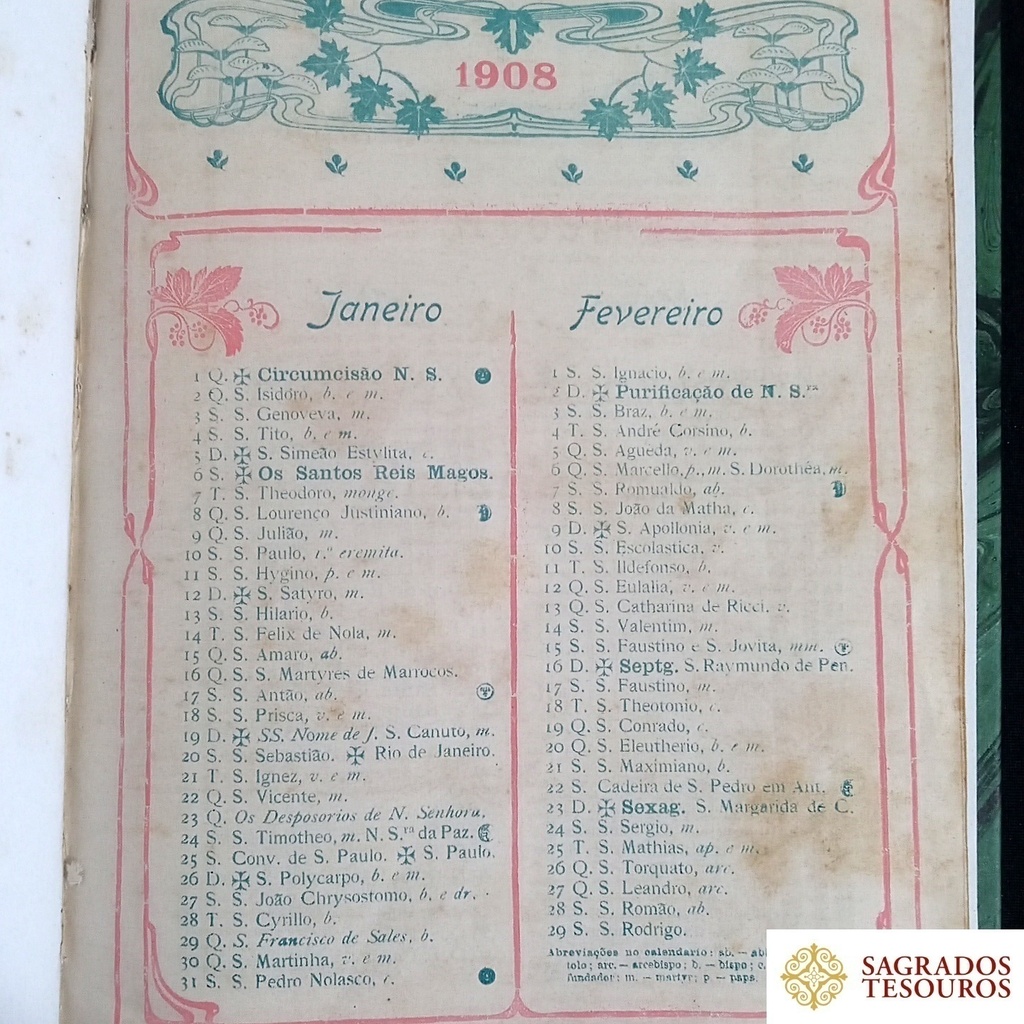 1908
Janeiro
1 Q. ✠ Circumcisão N. S.
2 Q. S. Isidoro, b. e m.
3 S. S. Genoveva, m.
4 S. S. Tito, b. e m.
5 D. ✠ S. Simeão Estylita, c.
6 S. ✠ Os Santos Reis Magos.
7 T. S. Theodoro, monge.
8 Q. S. Lourenço Justiniano, b.
9 Q. S. Julião, m.
10 S. S. Paulo, 1.º eremita.
11 S. S. Hygino, p. e m.
12 D. ✠ S. Satyro, m.
13 S. S. Hilario, b.
14 T. S. Felix de Nola, m.
15 Q. S. Amaro, ab.
16 Q. S. S. Martyres de Marrocos.
17 S. S. Antão, ab.
18 S. S. Prisca, v. e m.
19 D. ✠ SS. Nome de J. S. Canuto, m.
20 S. S. Sebastião. ✠ Rio de Janeiro.
21 T. S. Ignez, v. e m.
22 Q. S. Vicente, m.
23 Q. Os Desposorios de N. Senhora.
24 S. S. Timotheo, m. N. S.ra da Paz.
25 S. Conv. de S. Paulo. ✠ S. Paulo.
26 D. ✠ S. Polycarpo, b. e m.
27 S. S. João Chrysostomo, b. e dr.
28 T. S. Cyrillo, b.
29 Q. S. Francisco de Sales, b.
30 Q. S. Martinha, v. e m.
31 S. S. Pedro Nolasco, c.
Fevereiro
1 S. S. Ignacio, b. e m.
2 D. ✠ Purificação de N. S.ra
3 S. S. Braz, b. e m.
4 T. S. André Corsino, b.
5 Q. S. Agueda, v. e m.
6 Q. S. Marcello, p., m. S. Dorothêa, m.
7 S. S. Romualdo, ab.
8 S. S. João da Matha, c.
9 D. ✠ S. Apollonia, v. e m.
10 S. S. Escolastica, v.
11 T. S. Ildefonso, b.
12 Q. S. Eulalia, v. e m.
13 Q. S. Catharina de Ricci, v.
14 S. S. Valentim, m.
15 S. S. Faustino e S. Jovita, mm.
16 D. ✠ Septg. S. Raymundo de Pen.
17 S. S. Faustino, m.
18 T. S. Theotonio, c.
19 Q. S. Conrado, c.
20 Q. S. Eleutherio, b. e m.
21 S. S. Maximiano, b.
22 S. Cadeira de S. Pedro em Ant.
23 D. ✠ Sexag. S. Margarida de C.
24 S. S. Sergio, m.
25 T. S. Mathias, ap. e m.
26 Q. S. Torquato, arc.
27 Q. S. Leandro, arc.
28 S. S. Romão, ab.
29 S. S. Rodrigo.
Abreviações no calendario: ab. —
tolo; arc. — arcebispo; b. — bispo; c.
fundador; m. — martyr; p. — papa.
SAGRADOS
TESOUROS